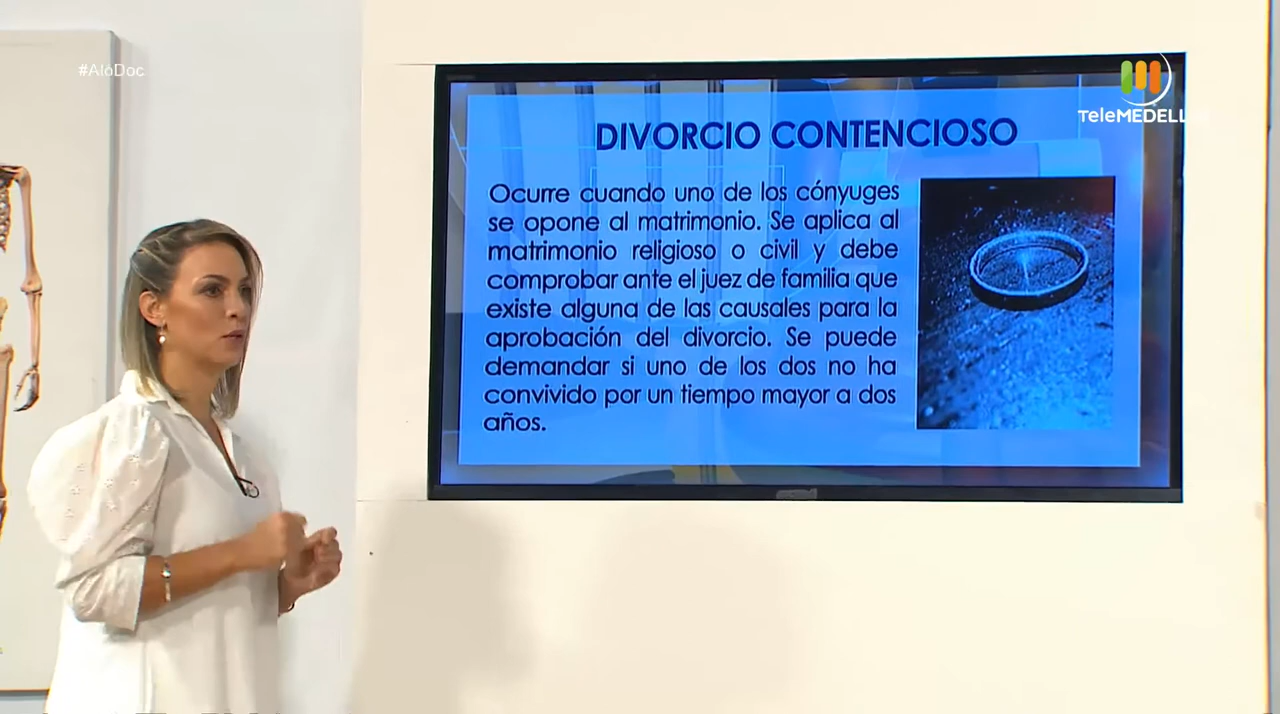 #AlóDoc
TeleMEDELL
DIVORCIO CONTENCIOSO
Ocurre cuando uno de los cónyuges
se opone al matrimonio. Se aplica al
matrimonio religioso o civil y debe
comprobar ante el juez de familia que
existe alguna de las causales para la
aprobación del divorcio. Se puede
demandar si uno de los dos no ha
convivido por un tiempo mayor a dos
años.